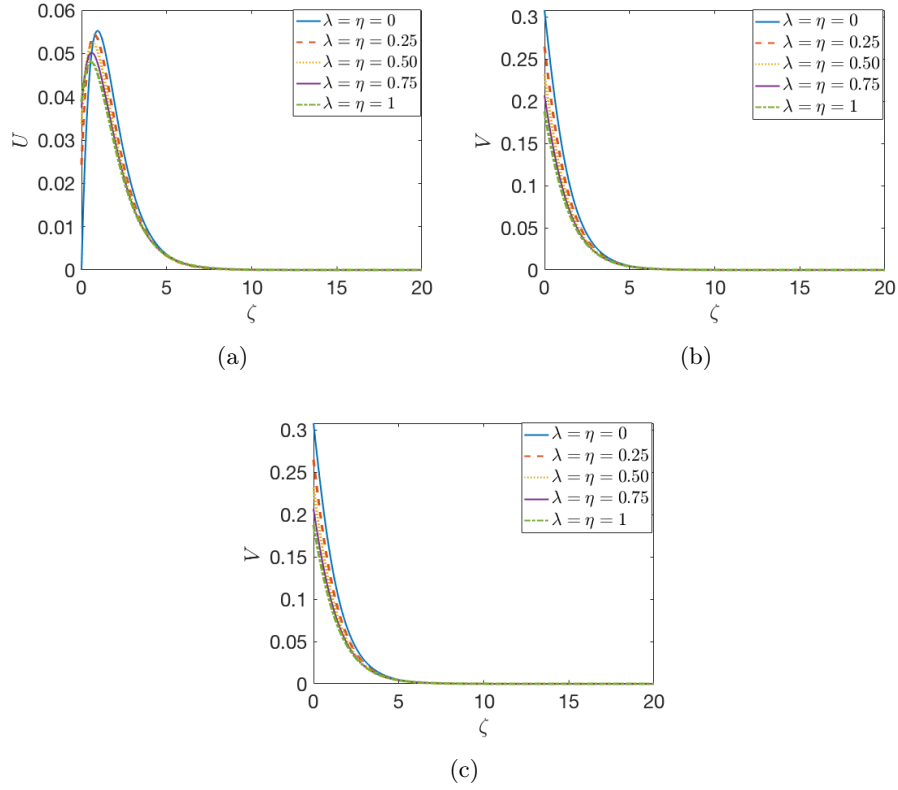 0.06
0.05
0.04
0.03
0.02
0.01
0
U
0 5 10 15 20
ζ
λ = η = 0
λ = η = 0.25
λ = η = 0.50
λ = η = 0.75
λ = η = 1
(a)
0.3
0.25
0.2
0.15
0.1
0.05
0
V
0 5 10 15 20
ζ
λ = η = 0
λ = η = 0.25
λ = η = 0.50
λ = η = 0.75
λ = η = 1
(b)
0.3
0.25
0.2
0.15
0.1
0.05
0
V
0 5 10 15 20
ζ
λ = η = 0
λ = η = 0.25
λ = η = 0.50
λ = η = 0.75
λ = η = 1
(c)